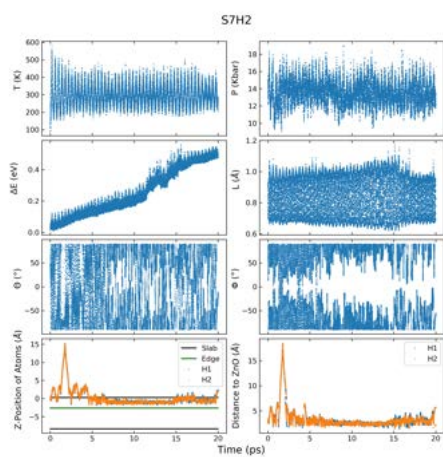 S7H2
T (K)
600
500
400
300
200
100
P (Kbar)
18
16
14
12
10
ΔE (eV)
0.4
0.2
0.0
L (Å)
1.2
1.0
0.8
0.6
Θ (°)
50
0
−50
Φ (°)
50
0
−50
Z-Position of Atoms (Å)
15
10
5
0
−5
Slab
Edge
H1
H2
0 5 10 15 20
Distance to ZnO (Å)
15
10
5
H1
H2
0 5 10 15 20
Time (ps)